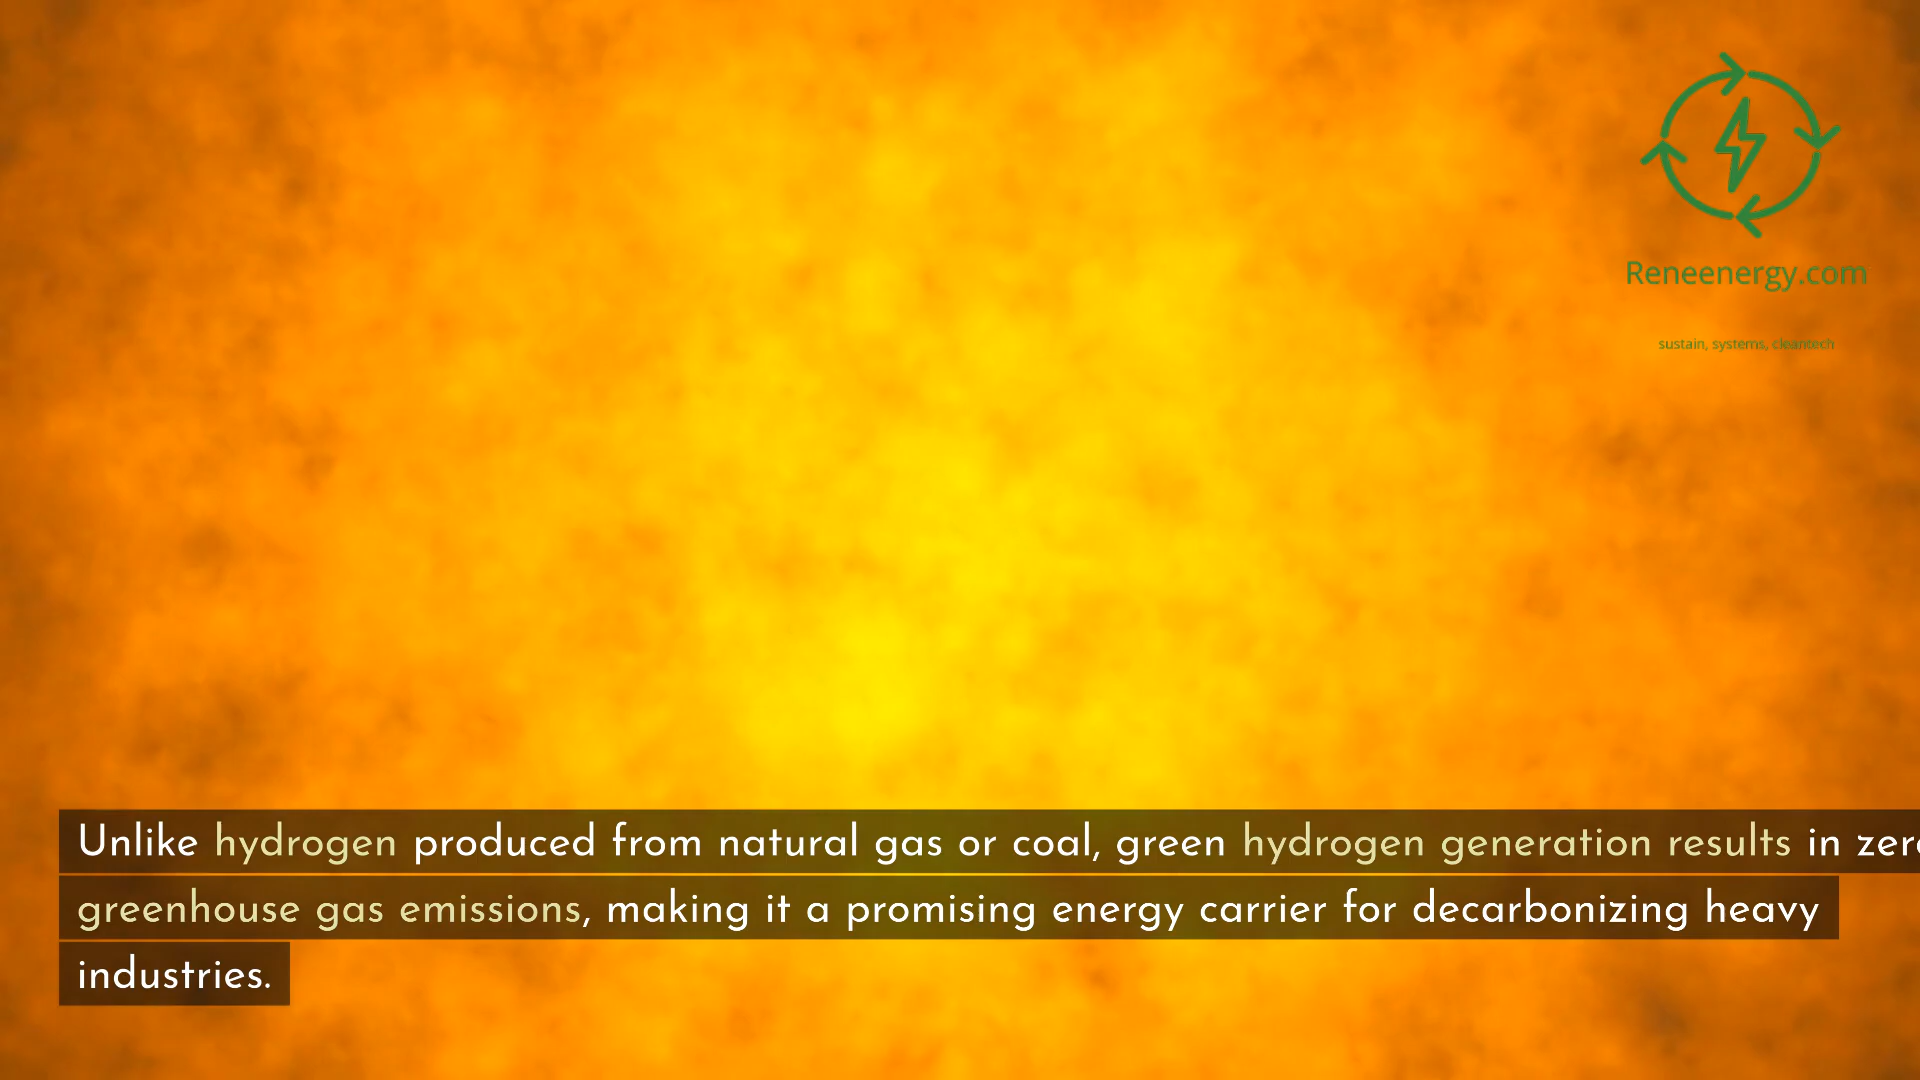 Reneenergy.com
sustain, systems, cleantech
Unlike hydrogen produced from natural gas or coal, green hydrogen generation results in
greenhouse gas emissions, making it a promising energy carrier for decarbonizing heavy
industries.